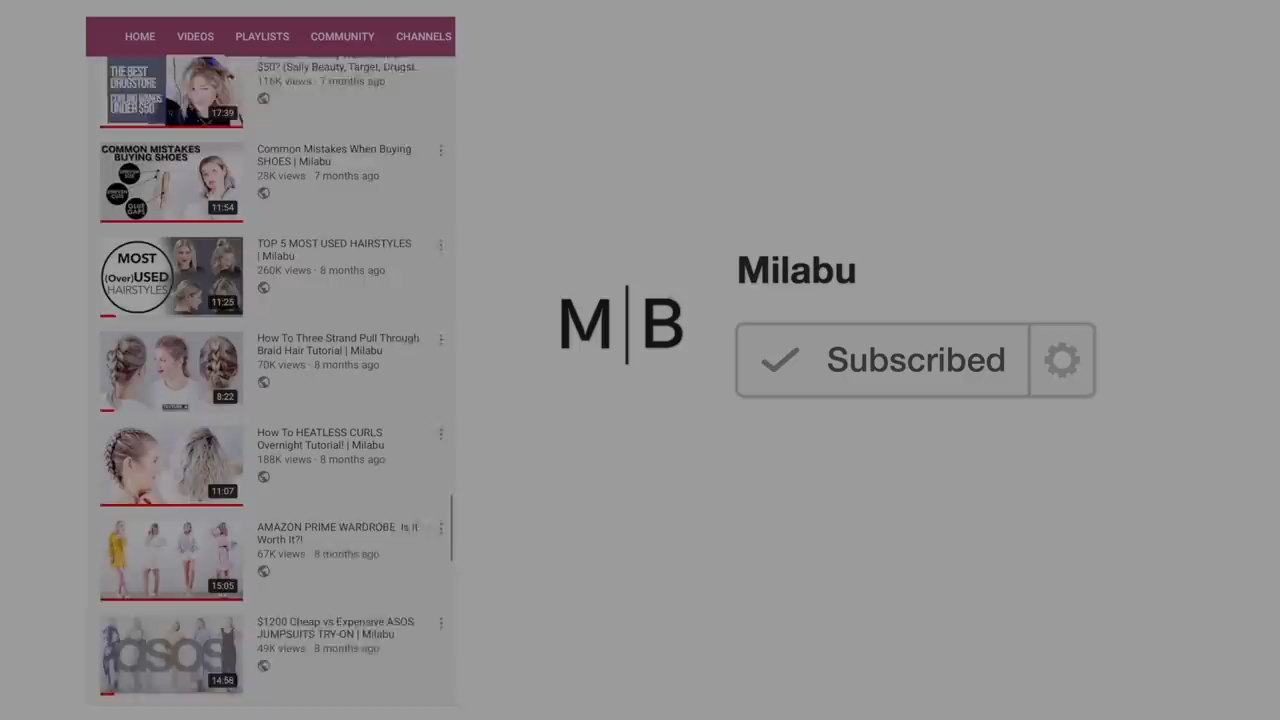 HOME VIDEOS PLAYLISTS COMMUNITY CHANNELS
THE BEST
DRUGSTORE
UNDER $50
17:39
$50? (Sally Beauty, Target, Drugst..
116K views · 7 months ago
COMMON MISTAKES
BUYING SHOES
11:54
Common Mistakes When Buying
SHOES | Milabu
28K views · 7 months ago
MOST
(Over)USED
HAIRSTYLES
11:25
TOP 5 MOST USED HAIRSTYLES
| Milabu
260K views · 8 months ago
8:22
How To Three Strand Pull Through
Braid Hair Tutorial | Milabu
70K views · 8 months ago
11:07
How To HEATLESS CURLS
Overnight Tutorial! | Milabu
188K views · 8 months ago
15:05
AMAZON PRIME WARDROBE Is It
Worth It?!
67K views · 8 months ago
asos
14:58
$1200 Cheap vs Expensive ASOS
JUMPSUITS TRY-ON | Milabu
49K views · 8 months ago
M|B
Milabu
Subscribed